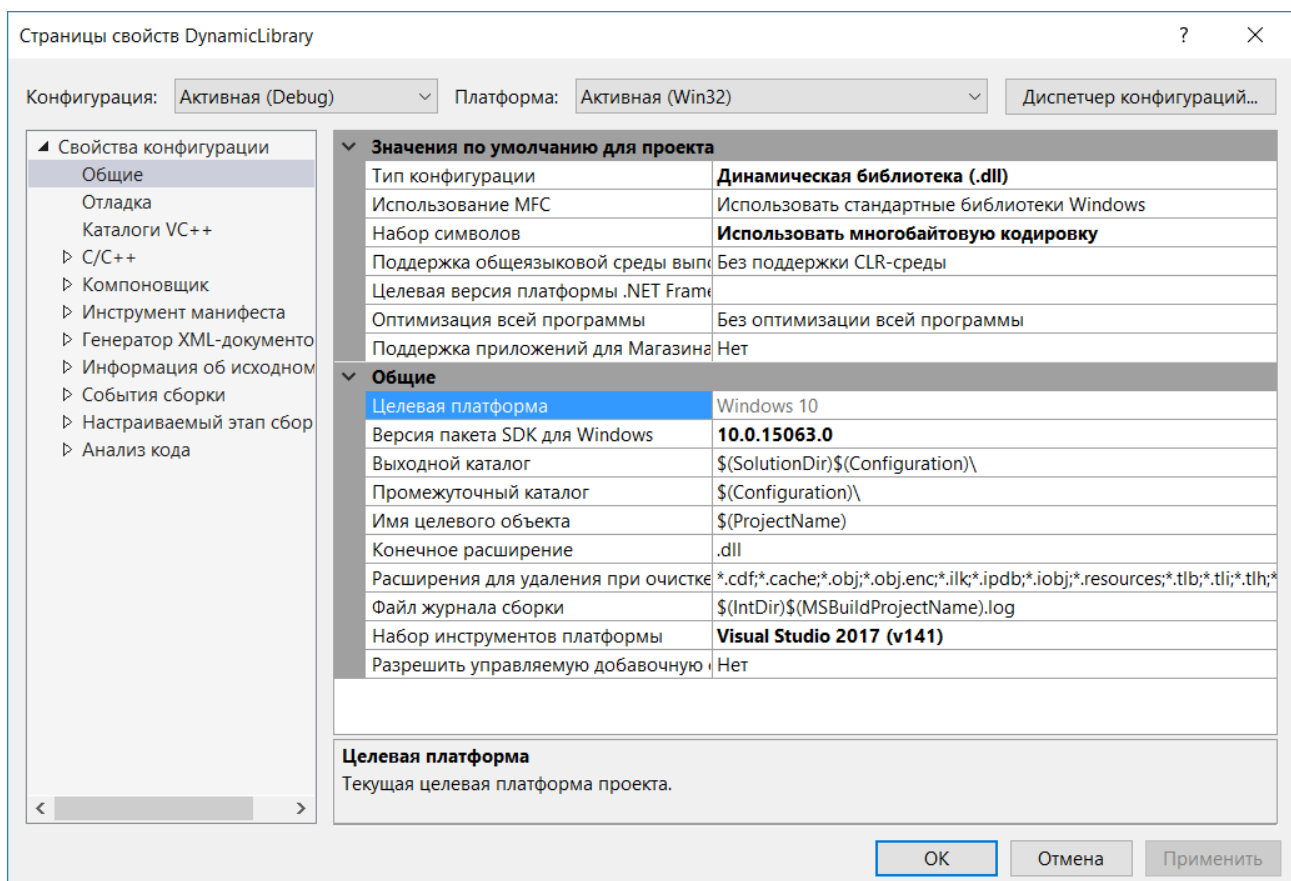 Страницы свойств DynamicLibrary ?
Конфигурация: Активная (Debug) Платформа: Активная (Win32) Диспетчер конфигураций...
Свойства конфигурации
Общие
Отладка
Каталоги VC++
C/C++
Компоновщик
Инструмент манифеста
Генератор XML-документо
Информация об исходном
События сборки
Настраиваемый этап сбор
Анализ кода
Значения по умолчанию для проекта
Тип конфигурации Динамическая библиотека (.dll)
Использование MFC Использовать стандартные библиотеки Windows
Набор символов Использовать многобайтовую кодировку
Поддержка общеязыковой среды вып Без поддержки CLR-среды
Целевая версия платформы .NET Frame
Оптимизация всей программы Без оптимизации всей программы
Поддержка приложений для Магазина Нет
Общие
Целевая платформа Windows 10
Версия пакета SDK для Windows 10.0.15063.0
Выходной каталог $(SolutionDir)$(Configuration)\
Промежуточный каталог $(Configuration)\
Имя целевого объекта $(ProjectName)
Конечное расширение .dll
Расширения для удаления при очистке *.cdf;*.cache;*.obj;*.obj.enc;*.ilk;*.ipdb;*.iobj;*.resources;*.tlb;*.tli;*.tlh;*
Файл журнала сборки $(IntDir)$(MSBuildProjectName).log
Набор инструментов платформы Visual Studio 2017 (v141)
Разрешить управляемую добавочную Нет
Целевая платформа
Текущая целевая платформа проекта.
ОК Отмена Применить